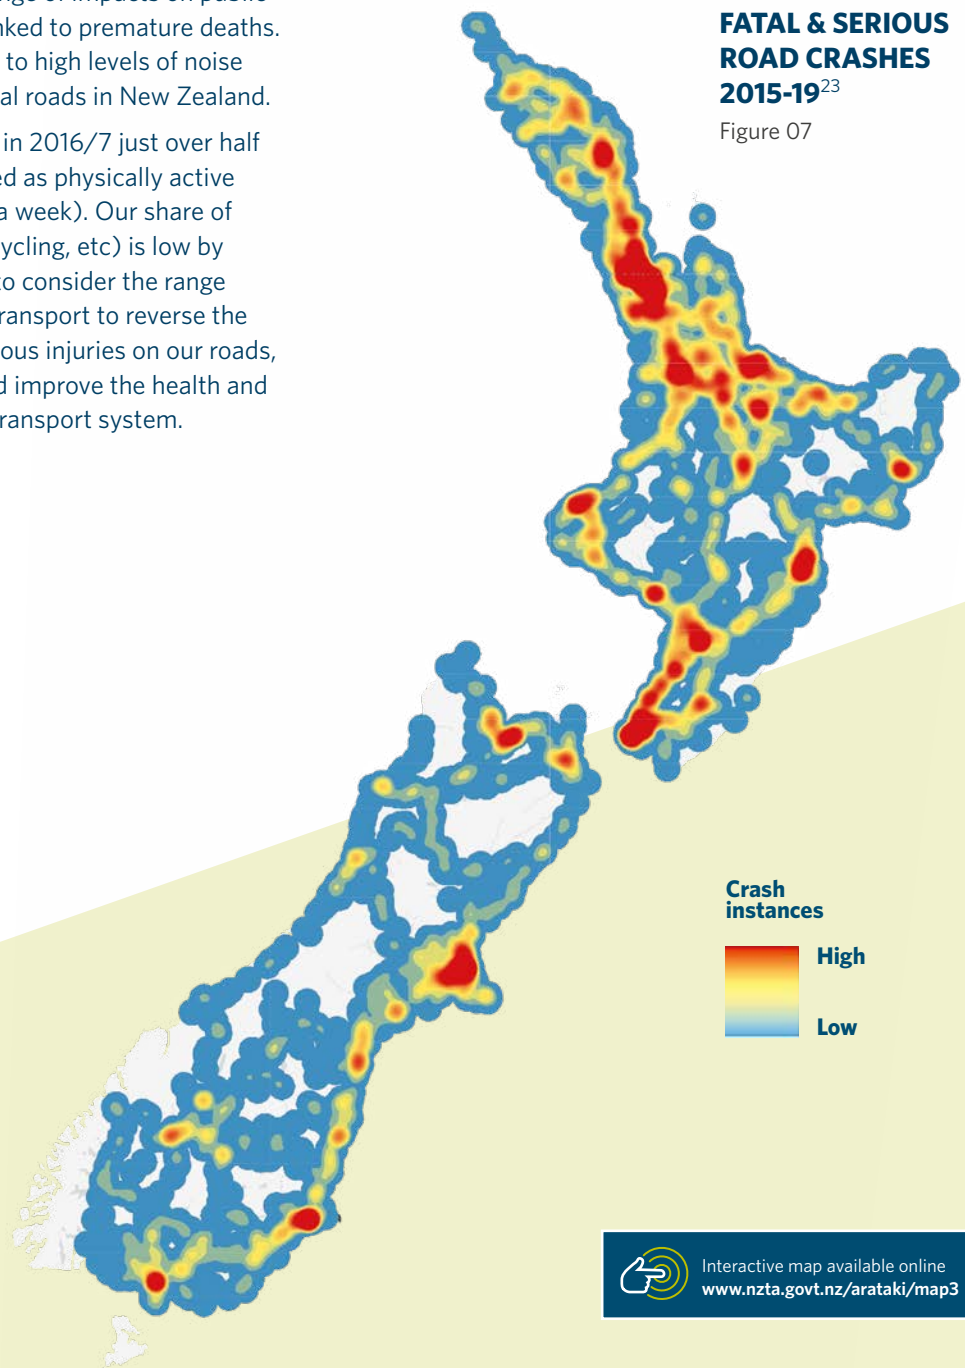 nked to premature deaths.
to high levels of noise
al roads in New Zealand.
in 2016/7 just over half
ed as physically active
a week). Our share of
ycling, etc) is low by
to consider the range
ransport to reverse the
ous injuries on our roads,
d improve the health and
ransport system.
FATAL & SERIOUS
ROAD CRASHES
2015-19²³
Figure 07
Crash
instances
High
Low
Interactive map available online
www.nzta.govt.nz/arataki/map3